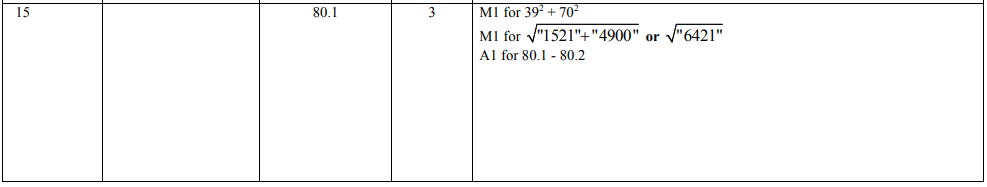 15 80.1 3 M1 for 39² + 70²
M1 for √"1521"+"4900" or √"6421"
A1 for 80.1 - 80.2